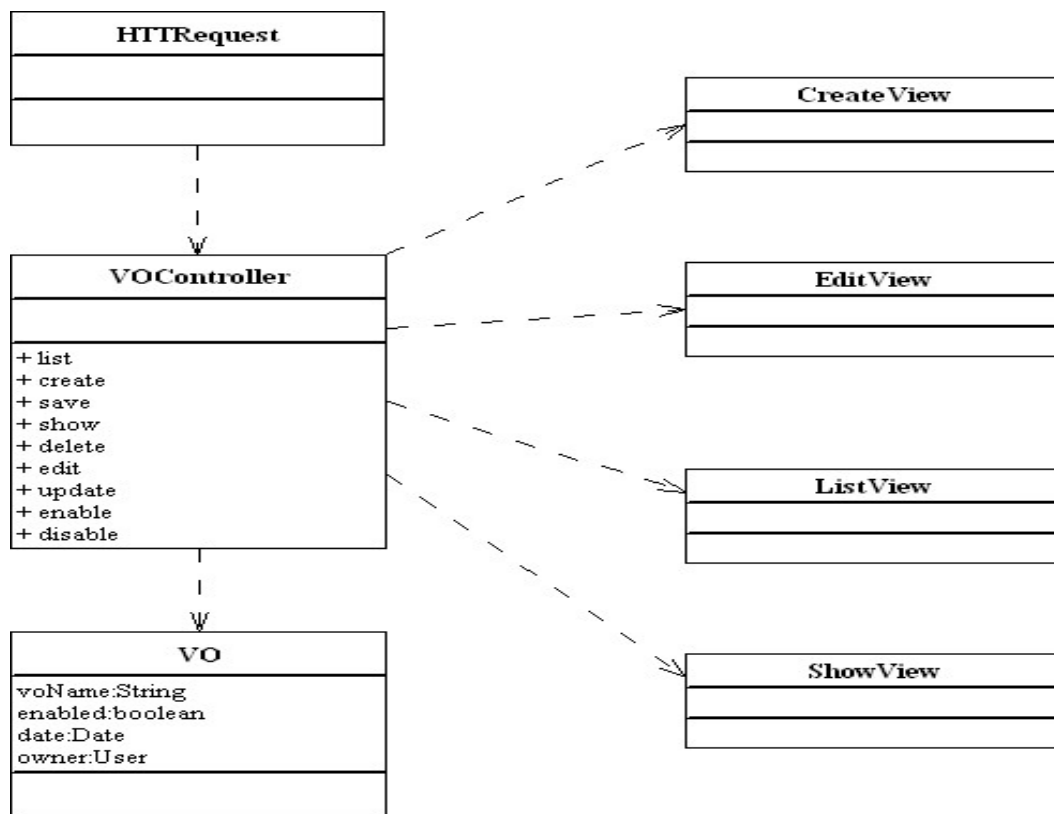 HTTRequest
VOController
+ list
+ create
+ save
+ show
+ delete
+ edit
+ update
+ enable
+ disable
VO
voName:String
enabled:boolean
date:Date
owner:User
CreateView
EditView
ListView
ShowView